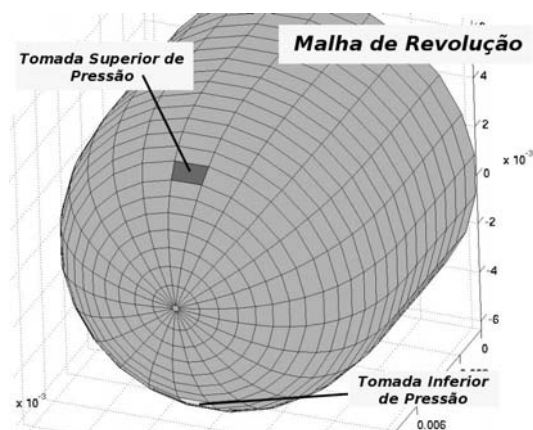 Malha de Revolução
Tomada Superior de
Pressão
4
2
0
x 10⁻³
-2
-4
-6
0
Tomada Inferior
de Pressão
x 10⁻³
0.006